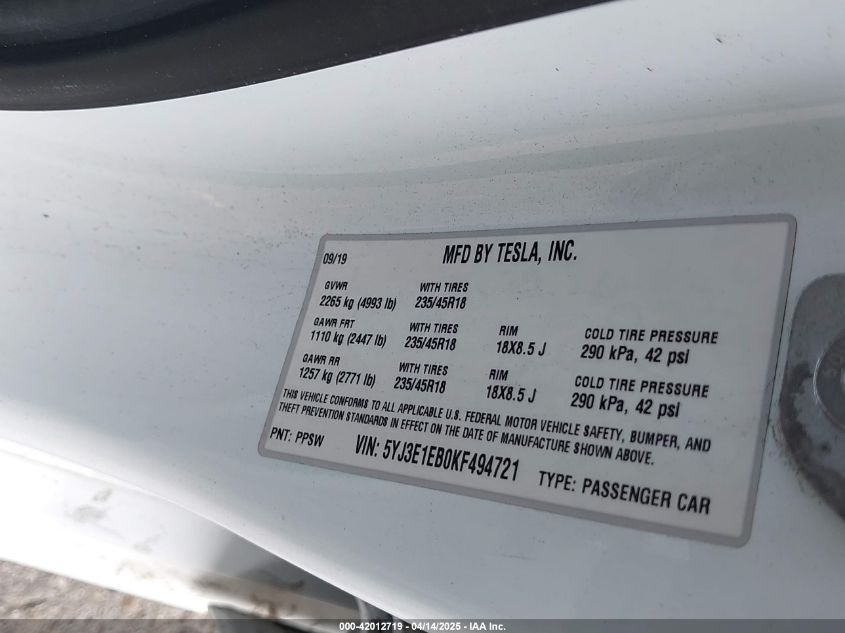 09/19 MFD BY TESLA, INC.
GVWR WITH TIRES
2265 kg (4993 lb) 235/45R18
GAWR FRT WITH TIRES RIM COLD TIRE PRESSURE
1110 kg (2447 lb) 235/45R18 18X8.5 J 290 kPa, 42 psi
GAWR RR WITH TIRES RIM COLD TIRE PRESSURE
1257 kg (2771 lb) 235/45R18 18X8.5 J 290 kPa, 42 psi
THIS VEHICLE CONFORMS TO ALL APPLICABLE U.S. FEDERAL MOTOR VEHICLE SAFETY, BUMPER, AND
THEFT PREVENTION STANDARDS IN EFFECT ON THE DATE OF MANUFACTURE SHOWN ABOVE.
PNT: PPSW VIN: 5YJ3E1EB0KF494721 TYPE: PASSENGER CAR
000-42012719 - 04/14/2025 - IAA Inc.